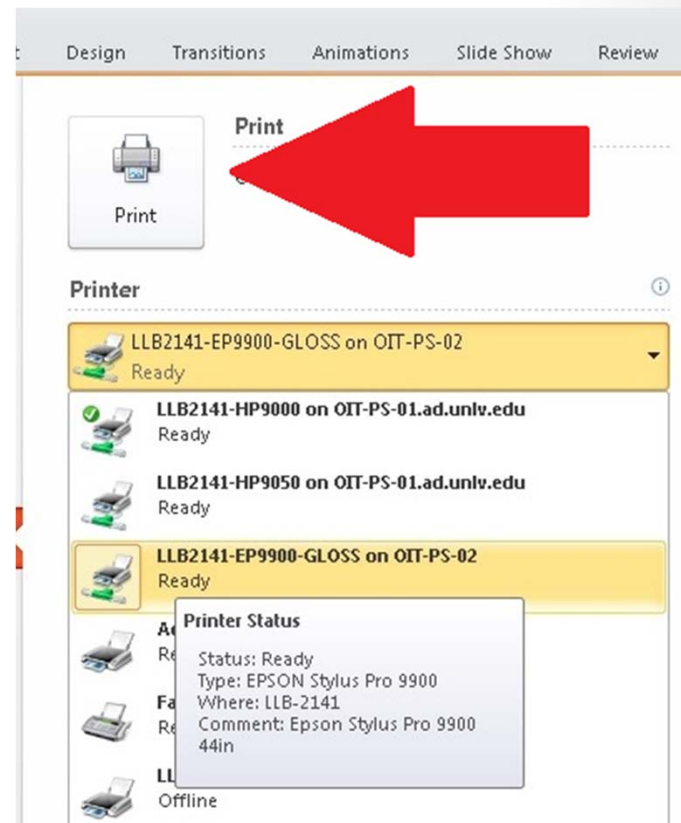 Design Transitions Animations Slide Show Review
Print
Print
Printer
LLB2141-EP9900-GLOSS on OIT-PS-02
Ready
LLB2141-HP9000 on OIT-PS-01.ad.unlv.edu
Ready
LLB2141-HP9050 on OIT-PS-01.ad.unlv.edu
Ready
LLB2141-EP9900-GLOSS on OIT-PS-02
Ready
Printer Status
Status: Ready
Type: EPSON Stylus Pro 9900
Where: LLB-2141
Comment: Epson Stylus Pro 9900
44in
Offline